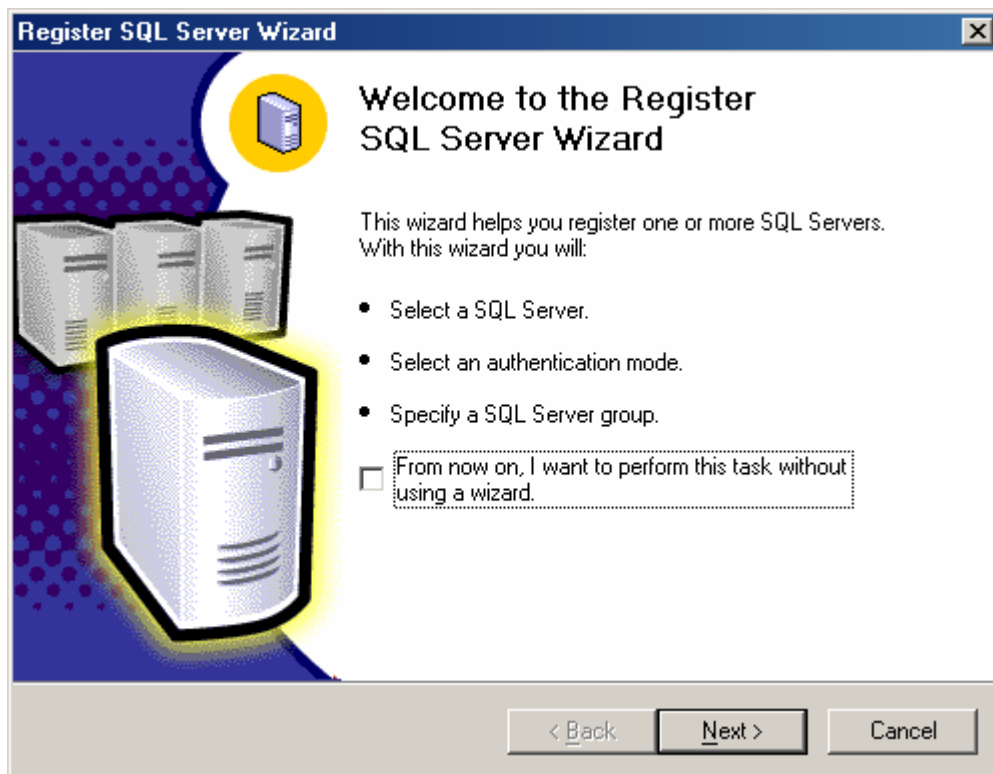 Register SQL Server Wizard
Welcome to the Register
SQL Server Wizard
This wizard helps you register one or more SQL Servers.
With this wizard you will:
• Select a SQL Server.
• Select an authentication mode.
• Specify a SQL Server group.
From now on, I want to perform this task without
using a wizard.
< Back
Next >
Cancel